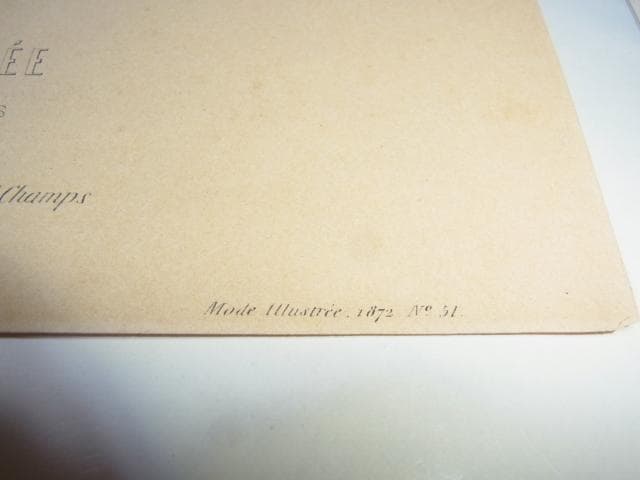 ÉE
s
Champs
Mode Illustrée. 1872 Nº 51.